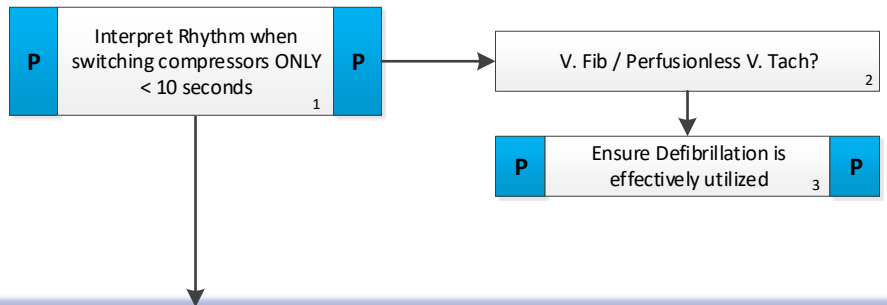 P
Interpret Rhythm when
switching compressors ONLY
< 10 seconds
1
P
V. Fib / Perfusionless V. Tach?
2
P
Ensure Defibrillation is
effectively utilized
3
P